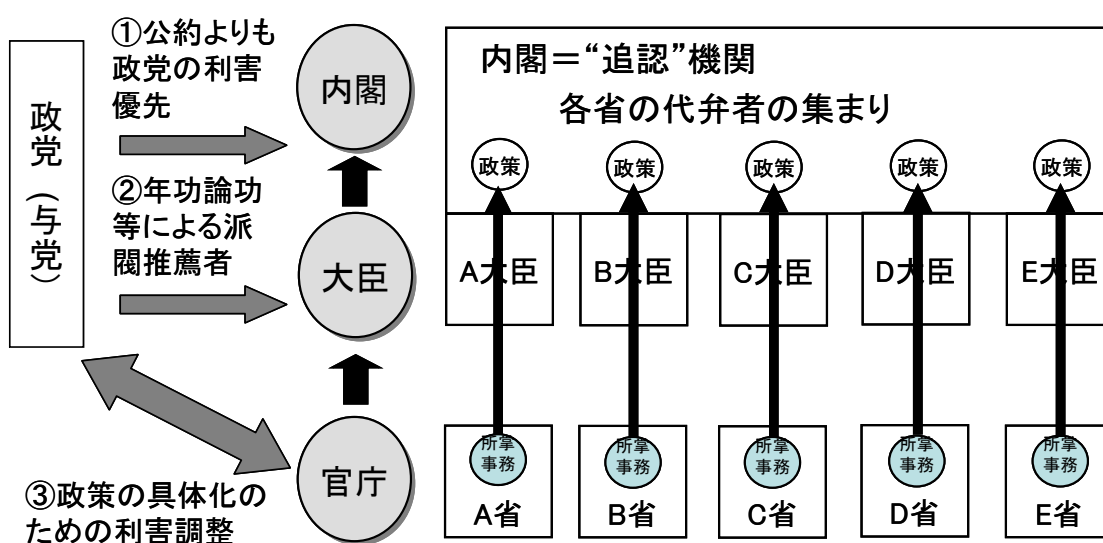 ①公約よりも
政党の利害
優先
政党（与党）
②年功論功
等による派
閥推薦者
③政策の具体化の
ための利害調整
内閣
大臣
官庁
内閣＝“追認”機関
各省の代弁者の集まり
政策
政策
政策
政策
政策
A大臣
B大臣
C大臣
D大臣
E大臣
所掌
事務
所掌
事務
所掌
事務
所掌
事務
所掌
事務
A省
B省
C省
D省
E省